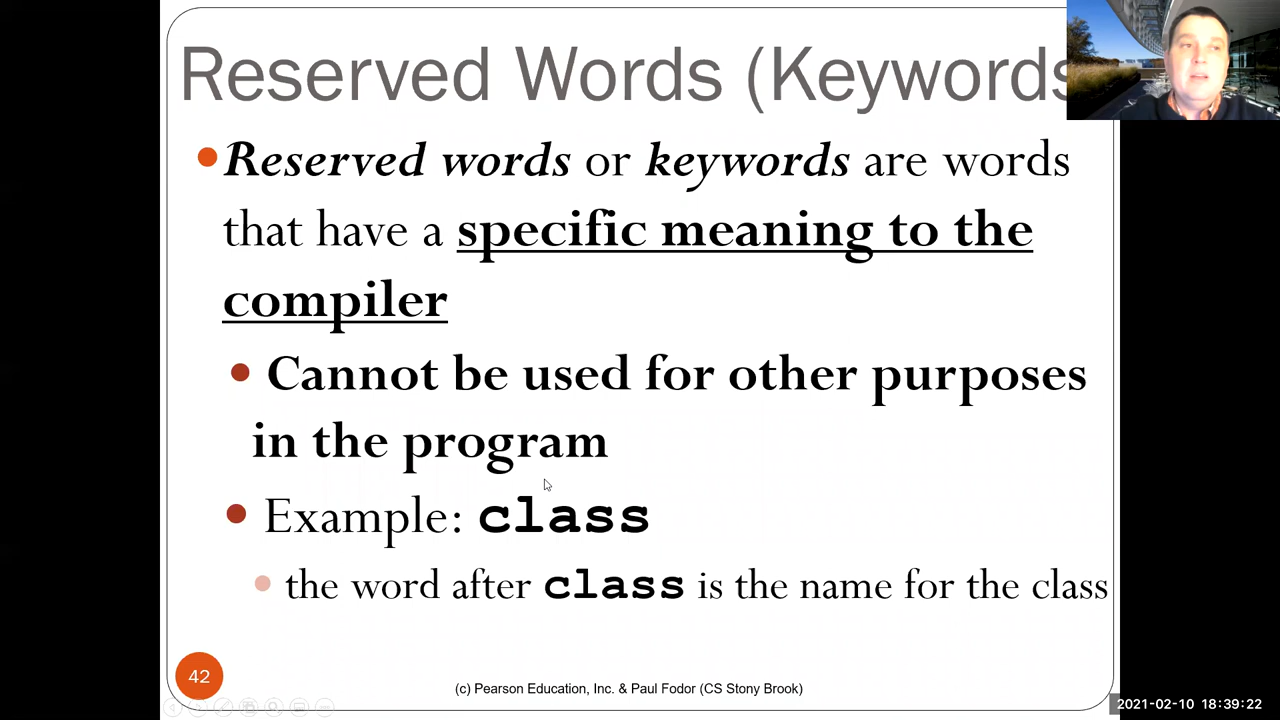 Reserved Words (Keywords
Reserved words or keywords are words
that have a specific meaning to the
compiler
Cannot be used for other purposes
in the program
Example: class
the word after class is the name for the class
42
(c) Pearson Education, Inc. & Paul Fodor (CS Stony Brook)
2021-02-10 18:39:22